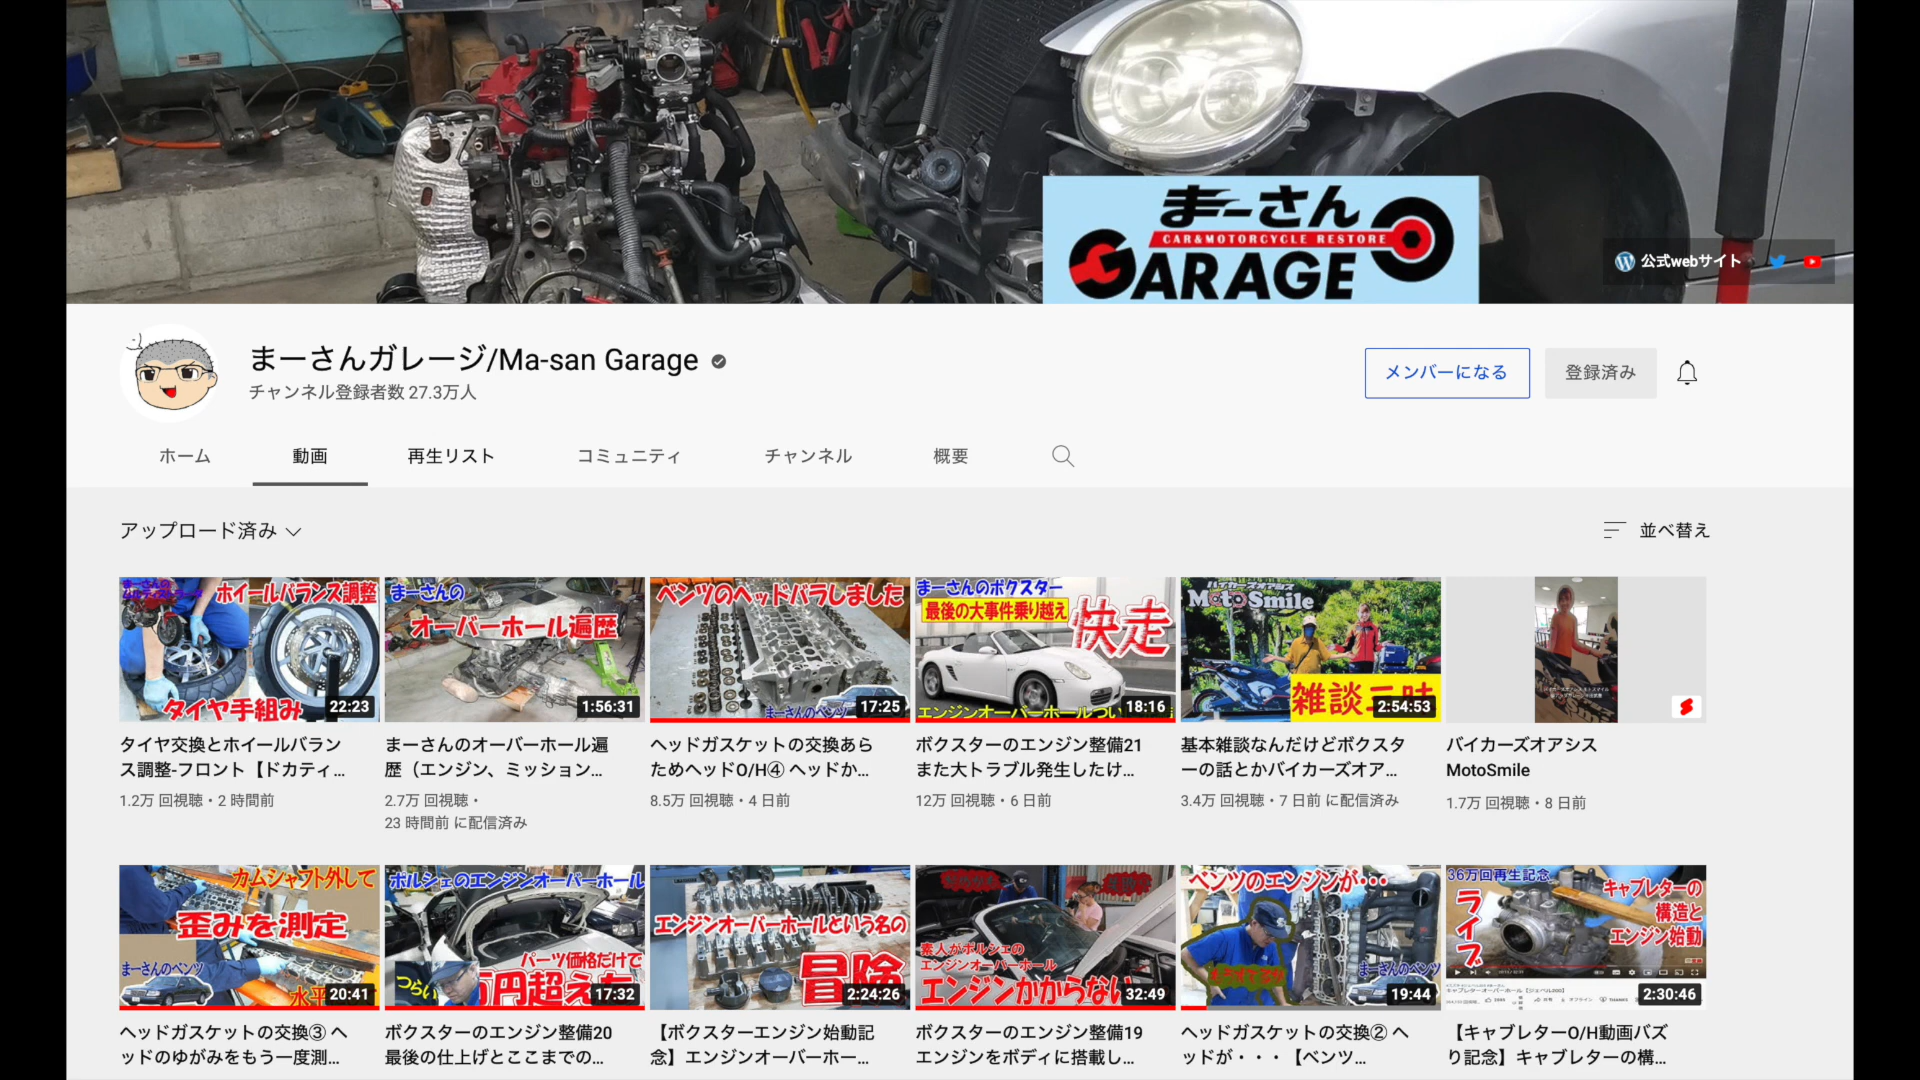 まーさん
CAR&MOTORCYCLE RESTORE
GARAGE
公式webサイト
まーさんガレージ/Ma-san Garage
チャンネル登録者数 27.3万人
メンバーになる
登録済み
ホーム
動画
再生リスト
コミュニティ
チャンネル
概要
アップロード済み
並べ替え
まーさんの
ホイールバランス調整
タイヤ手組み
22:23
まーさんの
オーバーホール遍歴
1:56:31
ベンツのヘッドバラしました
まーさんのベンツ
17:25
まーさんのボクスター
最後の大事件乗り越え
快走
エンジンオーバーホールつい
18:16
バイカーズオアシス
MotoSmile
雑談
2:54:53
タイヤ交換とホイールバラン
ス調整-フロント【ドカティ...
1.2万 回視聴・2 時間前
まーさんのオーバーホール遍
歴（エンジン、ミッション...
2.7万 回視聴・
23 時間前 に配信済み
ヘッドガスケットの交換あら
ためヘッドO/H④ ヘッドか...
8.5万 回視聴・4 日前
ボクスターのエンジン整備21
また大トラブル発生したけ...
12万 回視聴・6 日前
基本雑談なんだけどボクスタ
ーの話とかバイカーズオア...
3.4万 回視聴・7 日前 に配信済み
バイカーズオアシス
MotoSmile
1.7万 回視聴・8 日前
カムシャフト外して
歪みを測定
まーさんのベンツ
水平
20:41
ポルシェのエンジンオーバーホール
パーツ価格だけで
つらい
万円超えた
17:32
エンジンオーバーホールという名の
冒険
2:24:26
素人がポルシェの
エンジンオーバーホール
エンジンかからない
32:49
ベンツのエンジンが・・・
まーさんのベンツ
19:44
36万回再生記念
ライブ
キャブレターの
構造と
エンジン始動
2:30:46
ヘッドガスケットの交換③ ヘ
ッドのゆがみをもう一度測...
ボクスターのエンジン整備20
最後の仕上げとここまでの...
【ボクスターエンジン始動記
念】エンジンオーバーホー...
ボクスターのエンジン整備19
エンジンをボディに搭載し...
ヘッドガスケットの交換② ヘ
ッドが・・・【ベンツ...
【キャブレターO/H動画バズ
り記念】キャブレターの構...